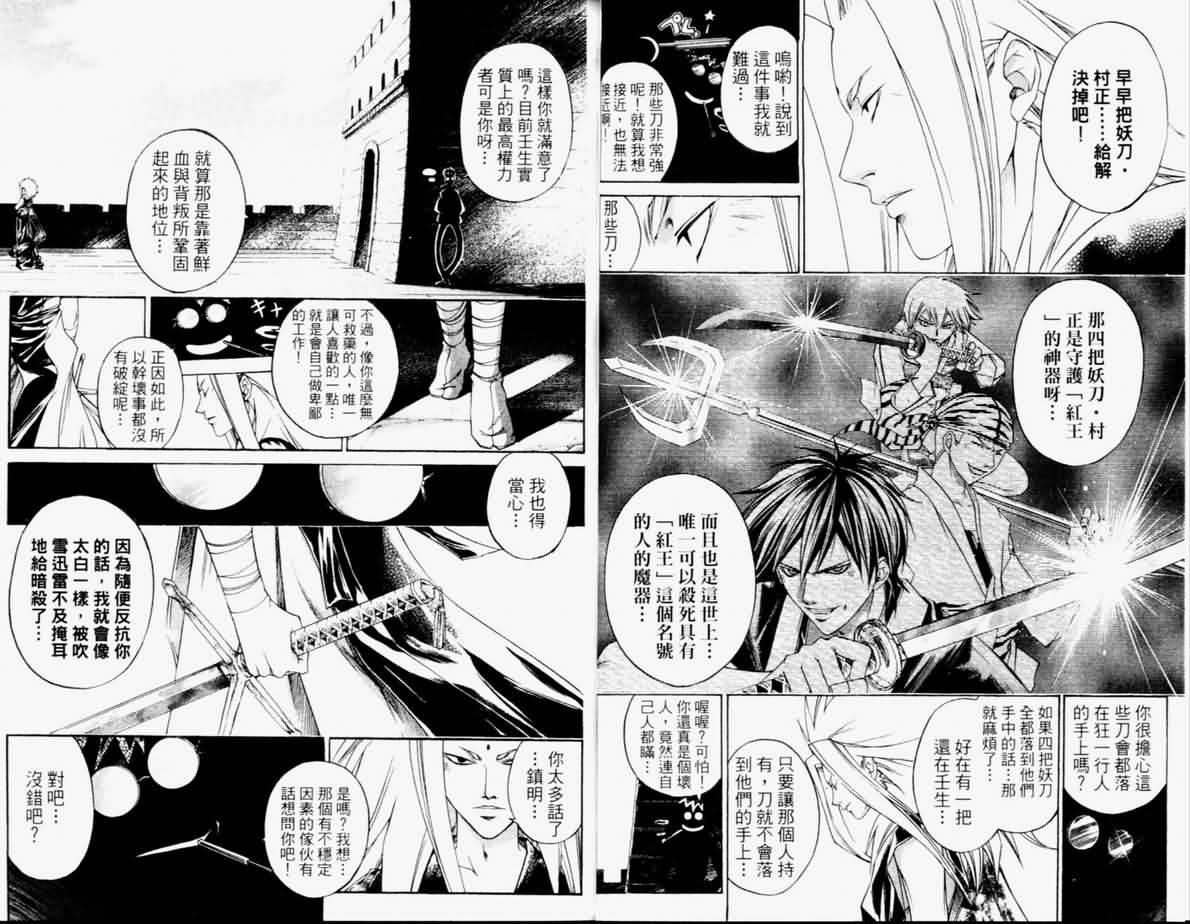 早早把妖刀・
村正……給解
決掉吧！
嗚喲！說到
這件事我就
難過…
ぷく
那些刀非常強
呢！就算我想
接近，也無法
接近啊！
那些刀…
那四把妖刀・村
正是守護「紅王
」的神器呀…
而且也是這世上…
唯一可以殺死具有
「紅王」這個名號
的人的魔器…
你很擔心這
些刀會都落
在狂一行人
的手上嗎？
如果四把妖刀
全都落到他們
手中的話…那
就麻煩了…
好在有一把
還在壬生…
只要讓那個人持
有，刀就不會落
到他們的手上…
喔喔？可怕！
你還真是個壞
人，竟然連自
己人都瞞…
這樣你就滿意了
嗎？目前壬生實
質上的最高權力
者可是你呀…
就算那是靠著鮮
血與背叛所鞏固
起來的地位…
不過，像你這麼無
可救藥的人，唯一
讓人喜歡的一點…
就是會自己做卑鄙
的工作！
キャ
正因如此，所
以幹壞事都沒
有破綻呢…
我也得
當心…
因為隨便反抗你
的話，我就會像
太白一樣，被吹
雪迅雷不及掩耳
地給暗殺了…
你太多話了
…鎮明…
是嗎？我想…
那個有不穩定
因素的傢伙有
話想問你吧！
對吧…
沒錯吧？